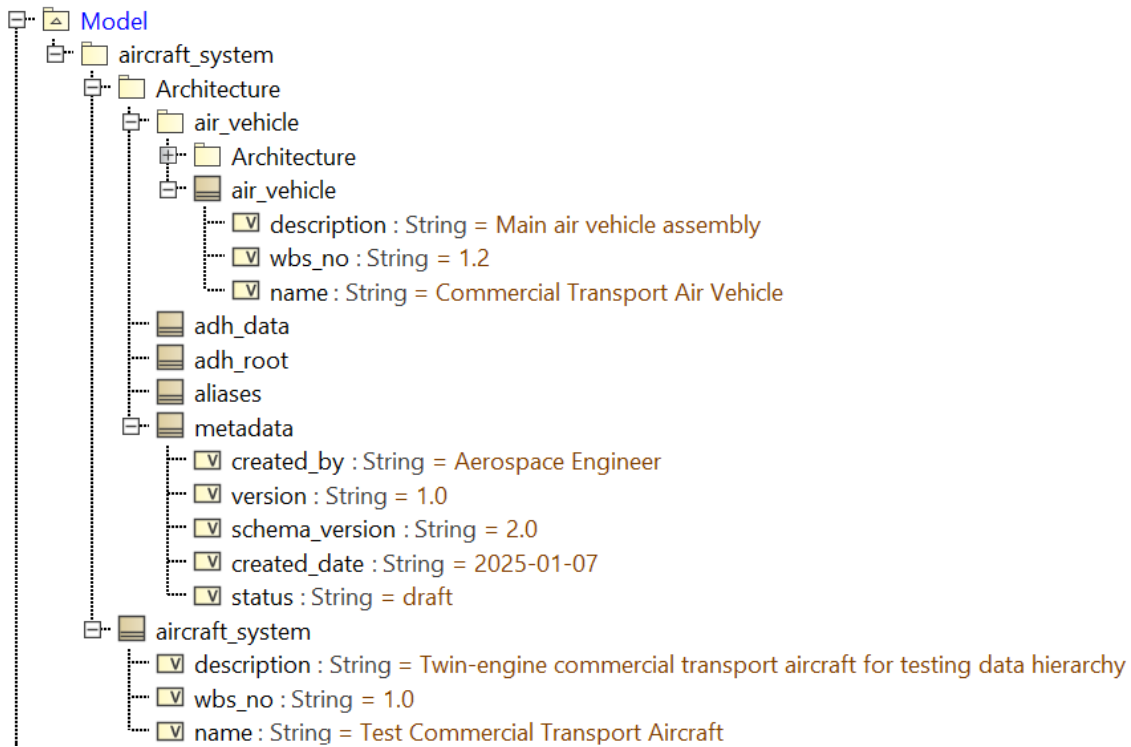 Model
aircraft_system
Architecture
air_vehicle
Architecture
air_vehicle
V description : String = Main air vehicle assembly
V wbs_no : String = 1.2
V name : String = Commercial Transport Air Vehicle
adh_data
adh_root
aliases
metadata
V created_by : String = Aerospace Engineer
V version : String = 1.0
V schema_version : String = 2.0
V created_date : String = 2025-01-07
V status : String = draft
aircraft_system
V description : String = Twin-engine commercial transport aircraft for testing data hierarchy
V wbs_no : String = 1.0
V name : String = Test Commercial Transport Aircraft